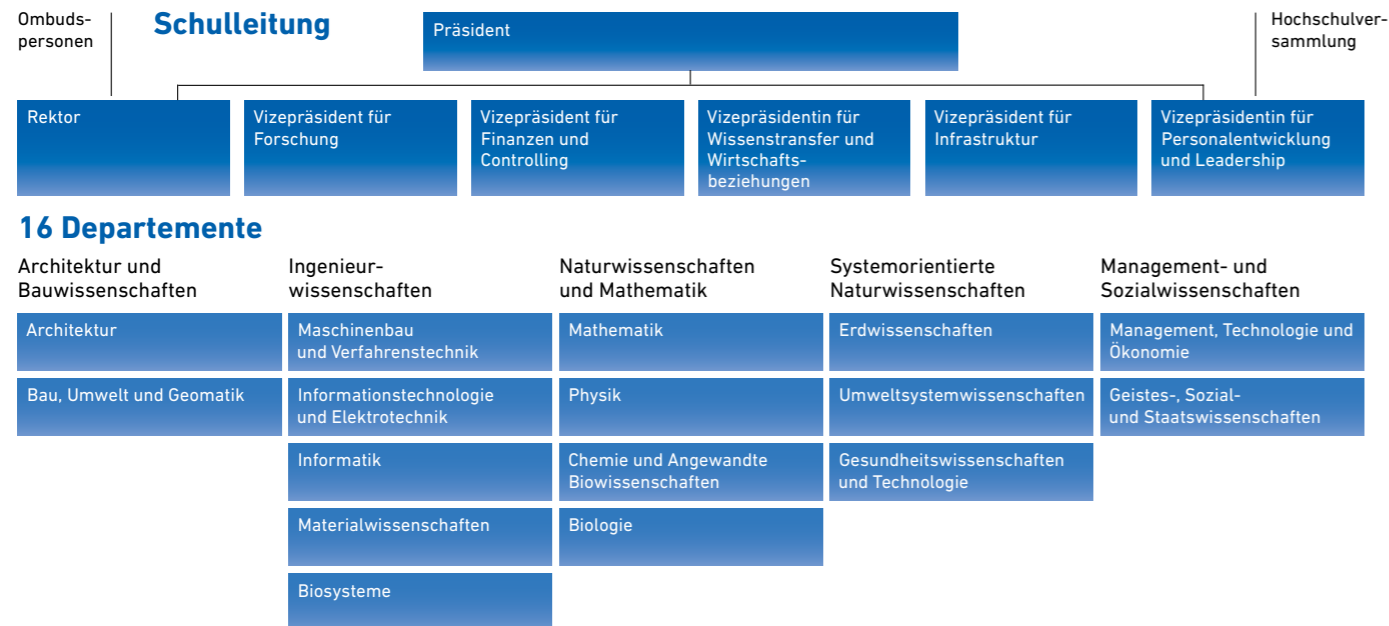 Ombuds-
personen
Schulleitung
Präsident
Hochschulver-
sammlung
Rektor
Vizepräsident für
Forschung
Vizepräsident für
Finanzen und
Controlling
Vizepräsidentin für
Wissenstransfer und
Wirtschafts-
beziehungen
Vizepräsident für
Infrastruktur
Vizepräsidentin für
Personalentwicklung
und Leadership
16 Departemente
Architektur und
Bauwissenschaften
Architektur
Bau, Umwelt und Geomatik
Ingenieur-
wissenschaften
Maschinenbau
und Verfahrenstechnik
Informationstechnologie
und Elektrotechnik
Informatik
Materialwissenschaften
Biosysteme
Naturwissenschaften
und Mathematik
Mathematik
Physik
Chemie und Angewandte
Biowissenschaften
Biologie
Systemorientierte
Naturwissenschaften
Erdwissenschaften
Umweltsystemwissenschaften
Gesundheitswissenschaften
und Technologie
Management- und
Sozialwissenschaften
Management, Technologie und
Ökonomie
Geistes-, Sozial-
und Staatswissenschaften